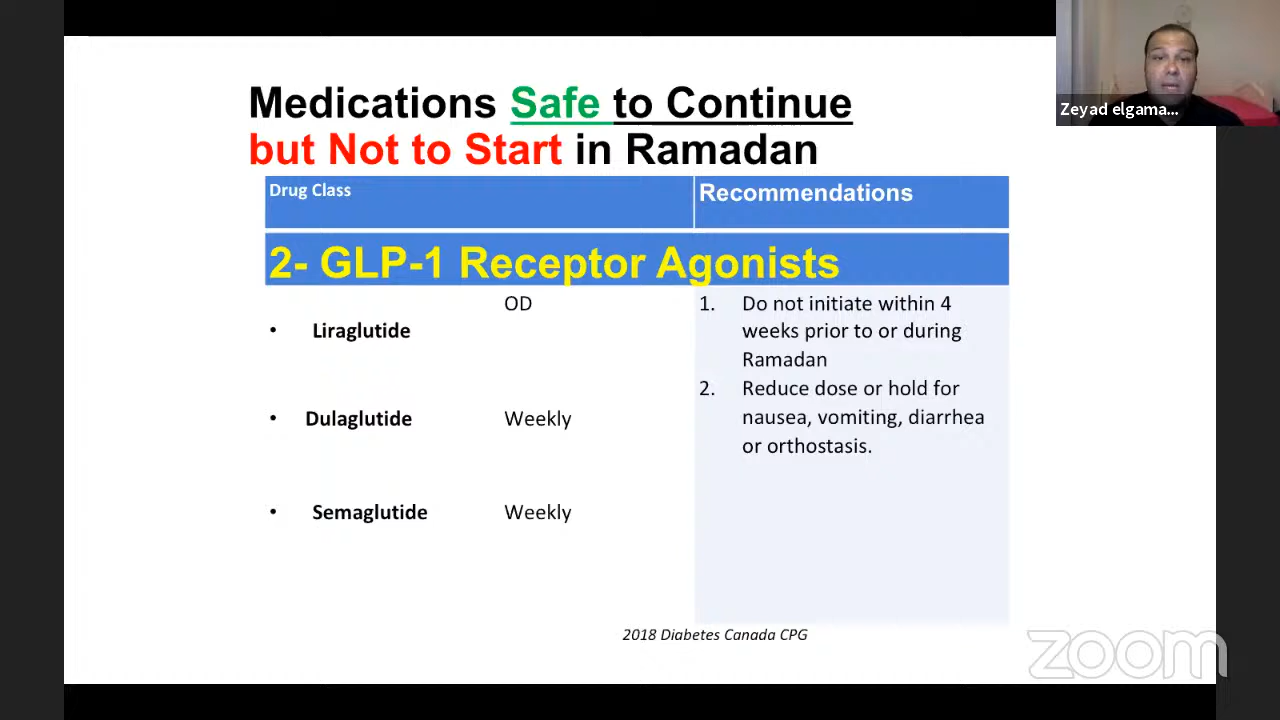 Medications Safe to Continue
but Not to Start in Ramadan
Drug Class
Recommendations
2- GLP-1 Receptor Agonists
• Liraglutide
OD
• Dulaglutide
Weekly
• Semaglutide
Weekly
1. Do not initiate within 4
weeks prior to or during
Ramadan
2. Reduce dose or hold for
nausea, vomiting, diarrhea
or orthostasis.
2018 Diabetes Canada CPG
Zeyad elgama...
zoom